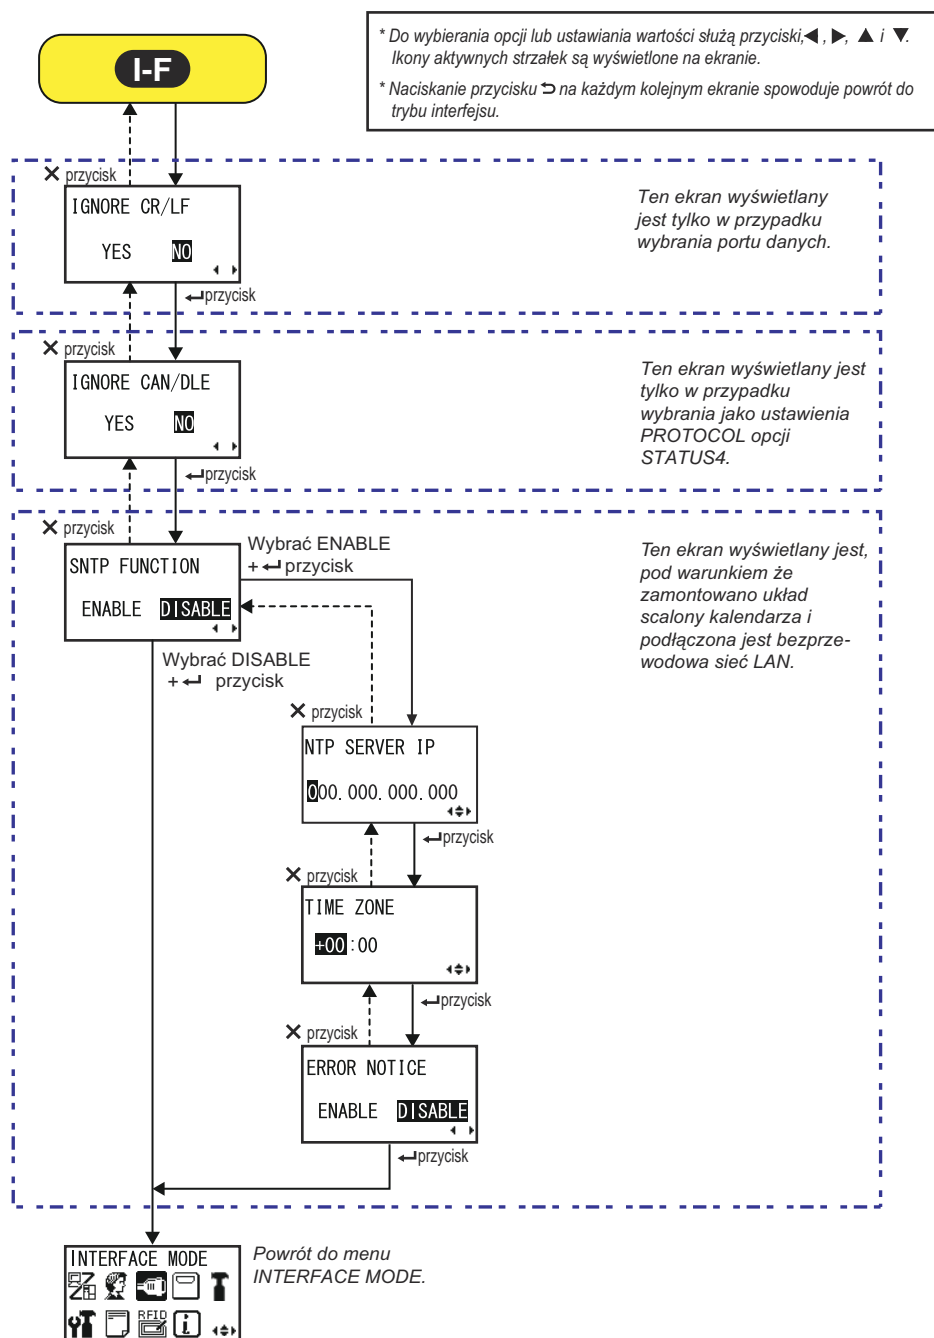 I-F
* Do wybierania opcji lub ustawiania wartości służą przyciski,◀ , ▶, ▲ i ▼.
Ikony aktywnych strzałek są wyświetlone na ekranie.
* Naciskanie przycisku ⮌ na każdym kolejnym ekranie spowoduje powrót do
trybu interfejsu.
✕ przycisk
IGNORE CR/LF
YES NO
Ten ekran wyświetlany
jest tylko w przypadku
wybrania portu danych.
↵przycisk
✕ przycisk
IGNORE CAN/DLE
YES NO
Ten ekran wyświetlany jest
tylko w przypadku
wybrania jako ustawienia
PROTOCOL opcji
STATUS4.
↵przycisk
✕ przycisk
SNTP FUNCTION
ENABLE DISABLE
Wybrać ENABLE
+ ↵ przycisk
Ten ekran wyświetlany jest,
pod warunkiem że
zamontowano układ
scalony kalendarza i
podłączona jest bezprze-
wodowa sieć LAN.
Wybrać DISABLE
+ ↵ przycisk
✕ przycisk
NTP SERVER IP
000.000.000.000
↵przycisk
✕ przycisk
TIME ZONE
+00:00
↵przycisk
✕ przycisk
ERROR NOTICE
ENABLE DISABLE
↵przycisk
INTERFACE MODE
RFID
i
Powrót do menu
INTERFACE MODE.